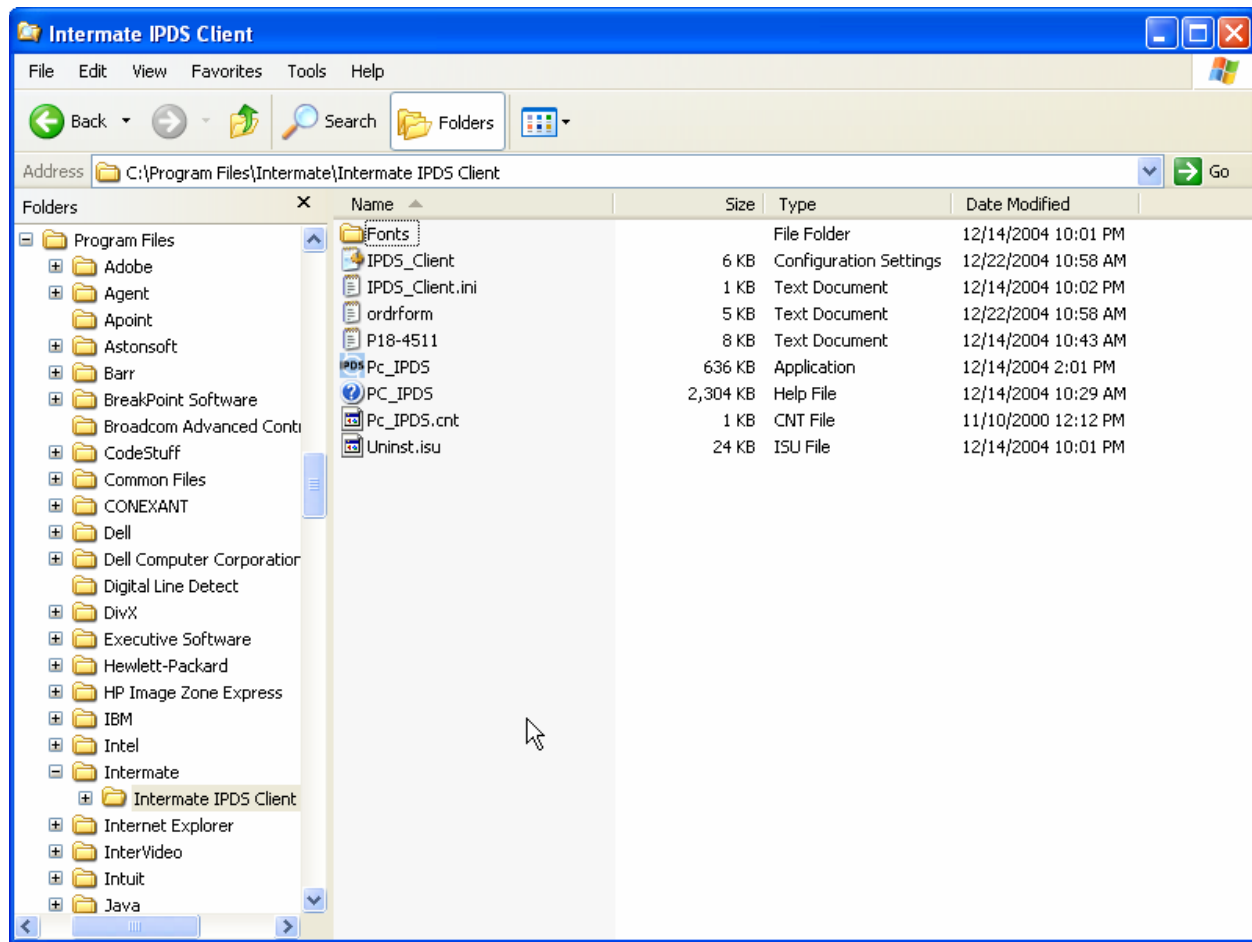 Intermate IPDS Client
File Edit View Favorites Tools Help
Back Search Folders
Address C:\Program Files\Intermate\Intermate IPDS Client Go
Folders
Program Files
Adobe
Agent
Apoint
Astonsoft
Barr
BreakPoint Software
Broadcom Advanced Conti
CodeStuff
Common Files
CONEXANT
Dell
Dell Computer Corporation
Digital Line Detect
DivX
Executive Software
Hewlett-Packard
HP Image Zone Express
IBM
Intel
Intermate
Intermate IPDS Client
Internet Explorer
InterVideo
Intuit
Java
Name Size Type Date Modified
Fonts File Folder 12/14/2004 10:01 PM
IPDS_Client 6 KB Configuration Settings 12/22/2004 10:58 AM
IPDS_Client.ini 1 KB Text Document 12/14/2004 10:02 PM
ordrform 5 KB Text Document 12/22/2004 10:58 AM
P18-4511 8 KB Text Document 12/14/2004 10:43 AM
IPDS Pc_IPDS 636 KB Application 12/14/2004 2:01 PM
PC_IPDS 2,304 KB Help File 12/14/2004 10:29 AM
Pc_IPDS.cnt 1 KB CNT File 11/10/2000 12:12 PM
Uninst.isu 24 KB ISU File 12/14/2004 10:01 PM